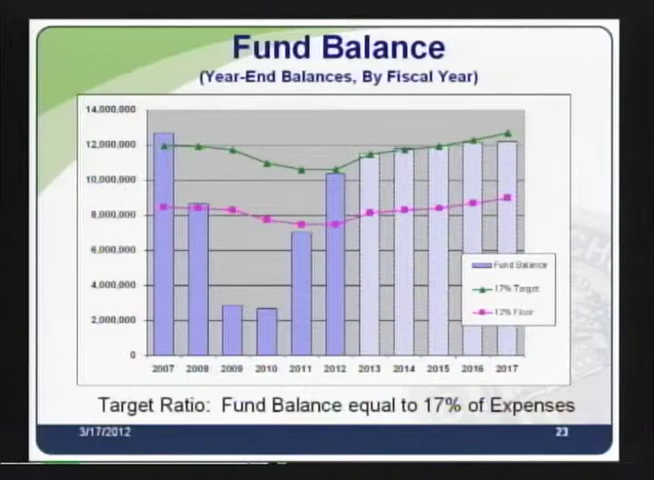 Fund Balance
(Year-End Balances, By Fiscal Year)
14,000,000
12,000,000
10,000,000
8,000,000
6,000,000
4,000,000
2,000,000
0
2007 2008 2009 2010 2011 2012 2013 2014 2015 2016 2017
Fund Balance
17% Target
12% Floor
Target Ratio: Fund Balance equal to 17% of Expenses
3/17/2012 23